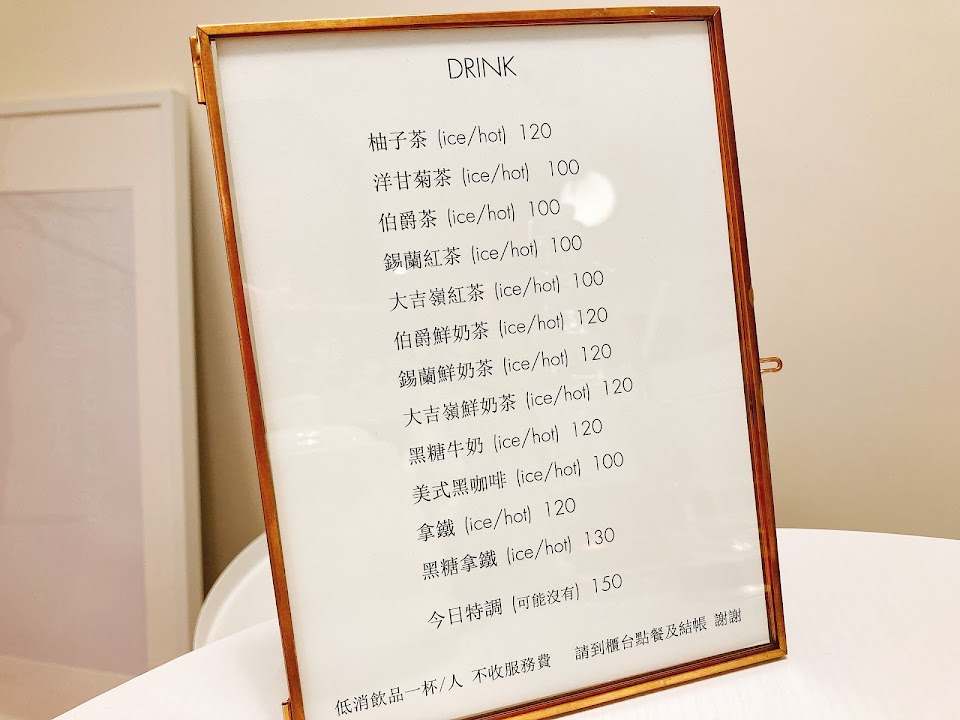 DRINK
柚子茶 (ice/hot) 120
洋甘菊茶 (ice/hot) 100
伯爵茶 (ice/hot) 100
錫蘭紅茶 (ice/hot) 100
大吉嶺紅茶 (ice/hot) 100
伯爵鮮奶茶 (ice/hot) 120
錫蘭鮮奶茶 (ice/hot) 120
大吉嶺鮮奶茶 (ice/hot) 120
黑糖牛奶 (ice/hot) 120
美式黑咖啡 (ice/hot) 100
拿鐵 (ice/hot) 120
黑糖拿鐵 (ice/hot) 130
今日特調 (可能沒有) 150
低消飲品一杯/人 不收服務費 請到櫃台點餐及結帳 謝謝